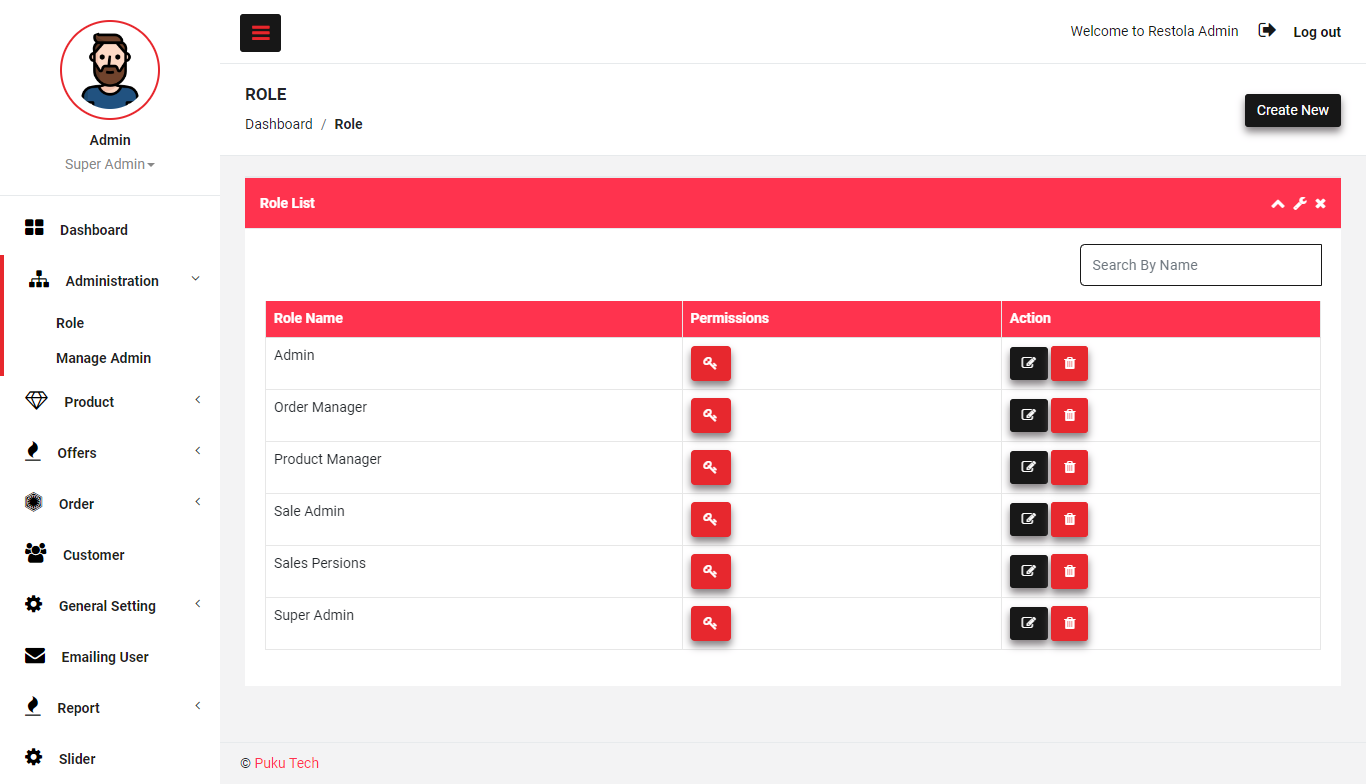 Admin
Super Admin
Dashboard
Administration
Role
Manage Admin
Product
Offers
Order
Customer
General Setting
Emailing User
Report
Slider
Welcome to Restola Admin Log out
ROLE
Dashboard / Role
Create New
Role List
Search By Name
Role Name Permissions Action
Admin
Order Manager
Product Manager
Sale Admin
Sales Persions
Super Admin
© Puku Tech